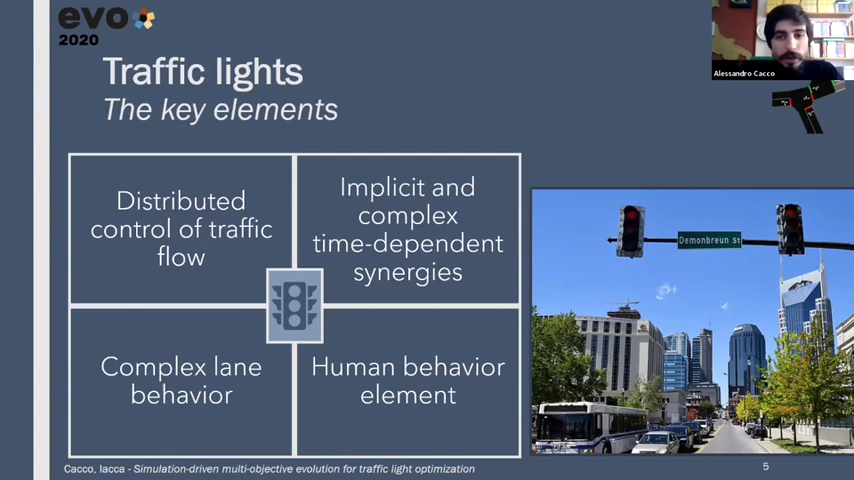 evo
2020
Alessandro Cacco
Traffic lights
The key elements
Distributed
control of traffic
flow
Implicit and
complex
time-dependent
synergies
Demonbreun St
Complex lane
behavior
Human behavior
element
Cacco, Iacca - Simulation-driven multi-objective evolution for traffic light optimization
5